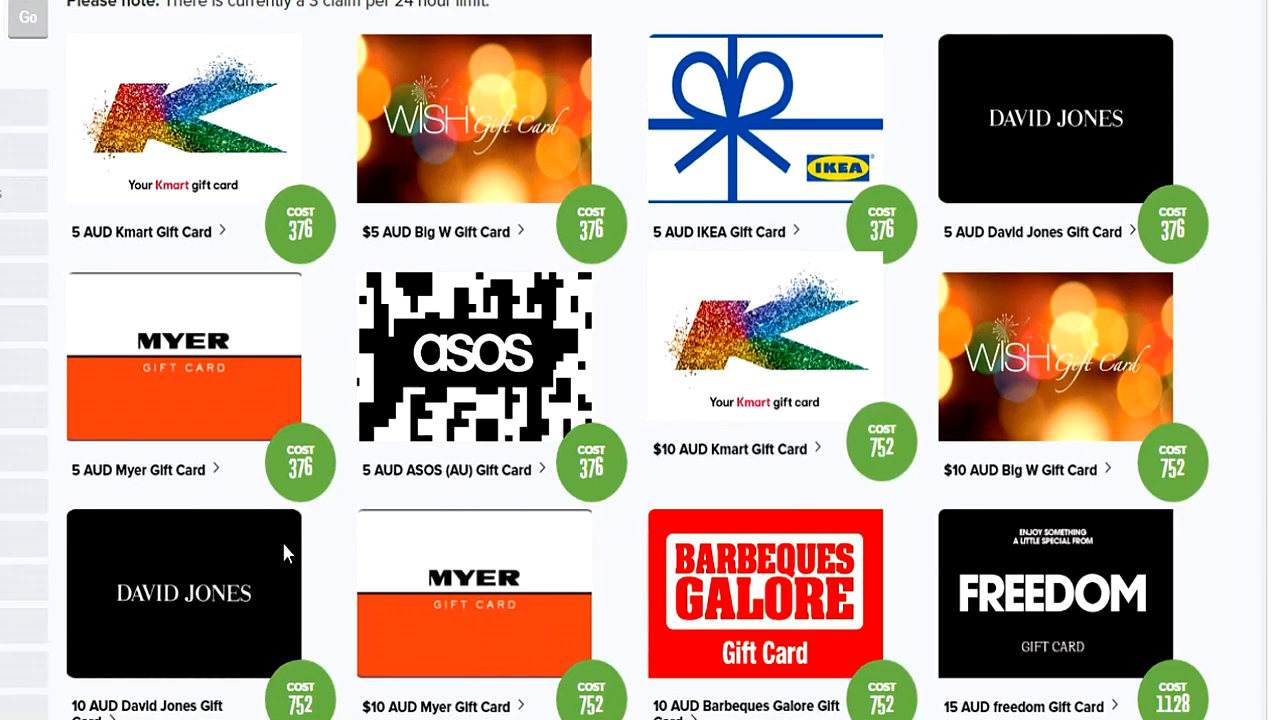 Go
Please note: There is currently a 3 claim per 24 hour limit.
Your Kmart gift card
WISH Gift Card
IKEA
DAVID JONES
COST
376
COST
376
COST
376
COST
376
5 AUD Kmart Gift Card
$5 AUD Big W Gift Card
5 AUD IKEA Gift Card
5 AUD David Jones Gift Card
MYER
GIFT CARD
asos
Your Kmart gift card
WISH Gift Card
COST
376
COST
376
COST
752
COST
752
5 AUD Myer Gift Card
5 AUD ASOS (AU) Gift Card
$10 AUD Kmart Gift Card
$10 AUD Big W Gift Card
DAVID JONES
MYER
GIFT CARD
BARBEQUES
GALORE
Gift Card
ENJOY SOMETHING
A LITTLE SPECIAL FROM
FREEDOM
GIFT CARD
COST
752
COST
752
COST
752
COST
1128
10 AUD David Jones Gift
Card
$10 AUD Myer Gift Card
10 AUD Barbeques Galore Gift
Card
15 AUD freedom Gift Card